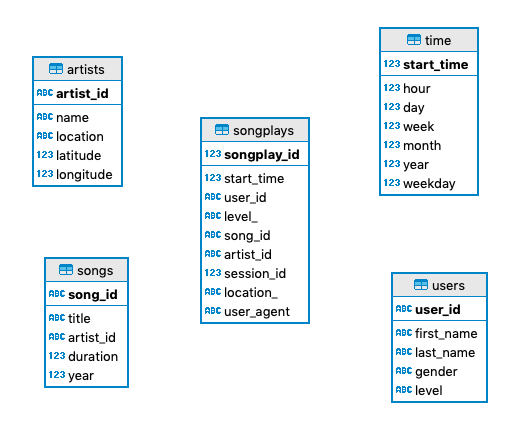 artists
ABC artist_id
ABC name
ABC location
123 latitude
123 longitude
songplays
123 songplay_id
123 start_time
ABC user_id
ABC level_
ABC song_id
ABC artist_id
123 session_id
ABC location_
ABC user_agent
time
123 start_time
123 hour
123 day
123 week
123 month
123 year
123 weekday
songs
ABC song_id
ABC title
ABC artist_id
123 duration
123 year
users
ABC user_id
ABC first_name
ABC last_name
ABC gender
ABC level